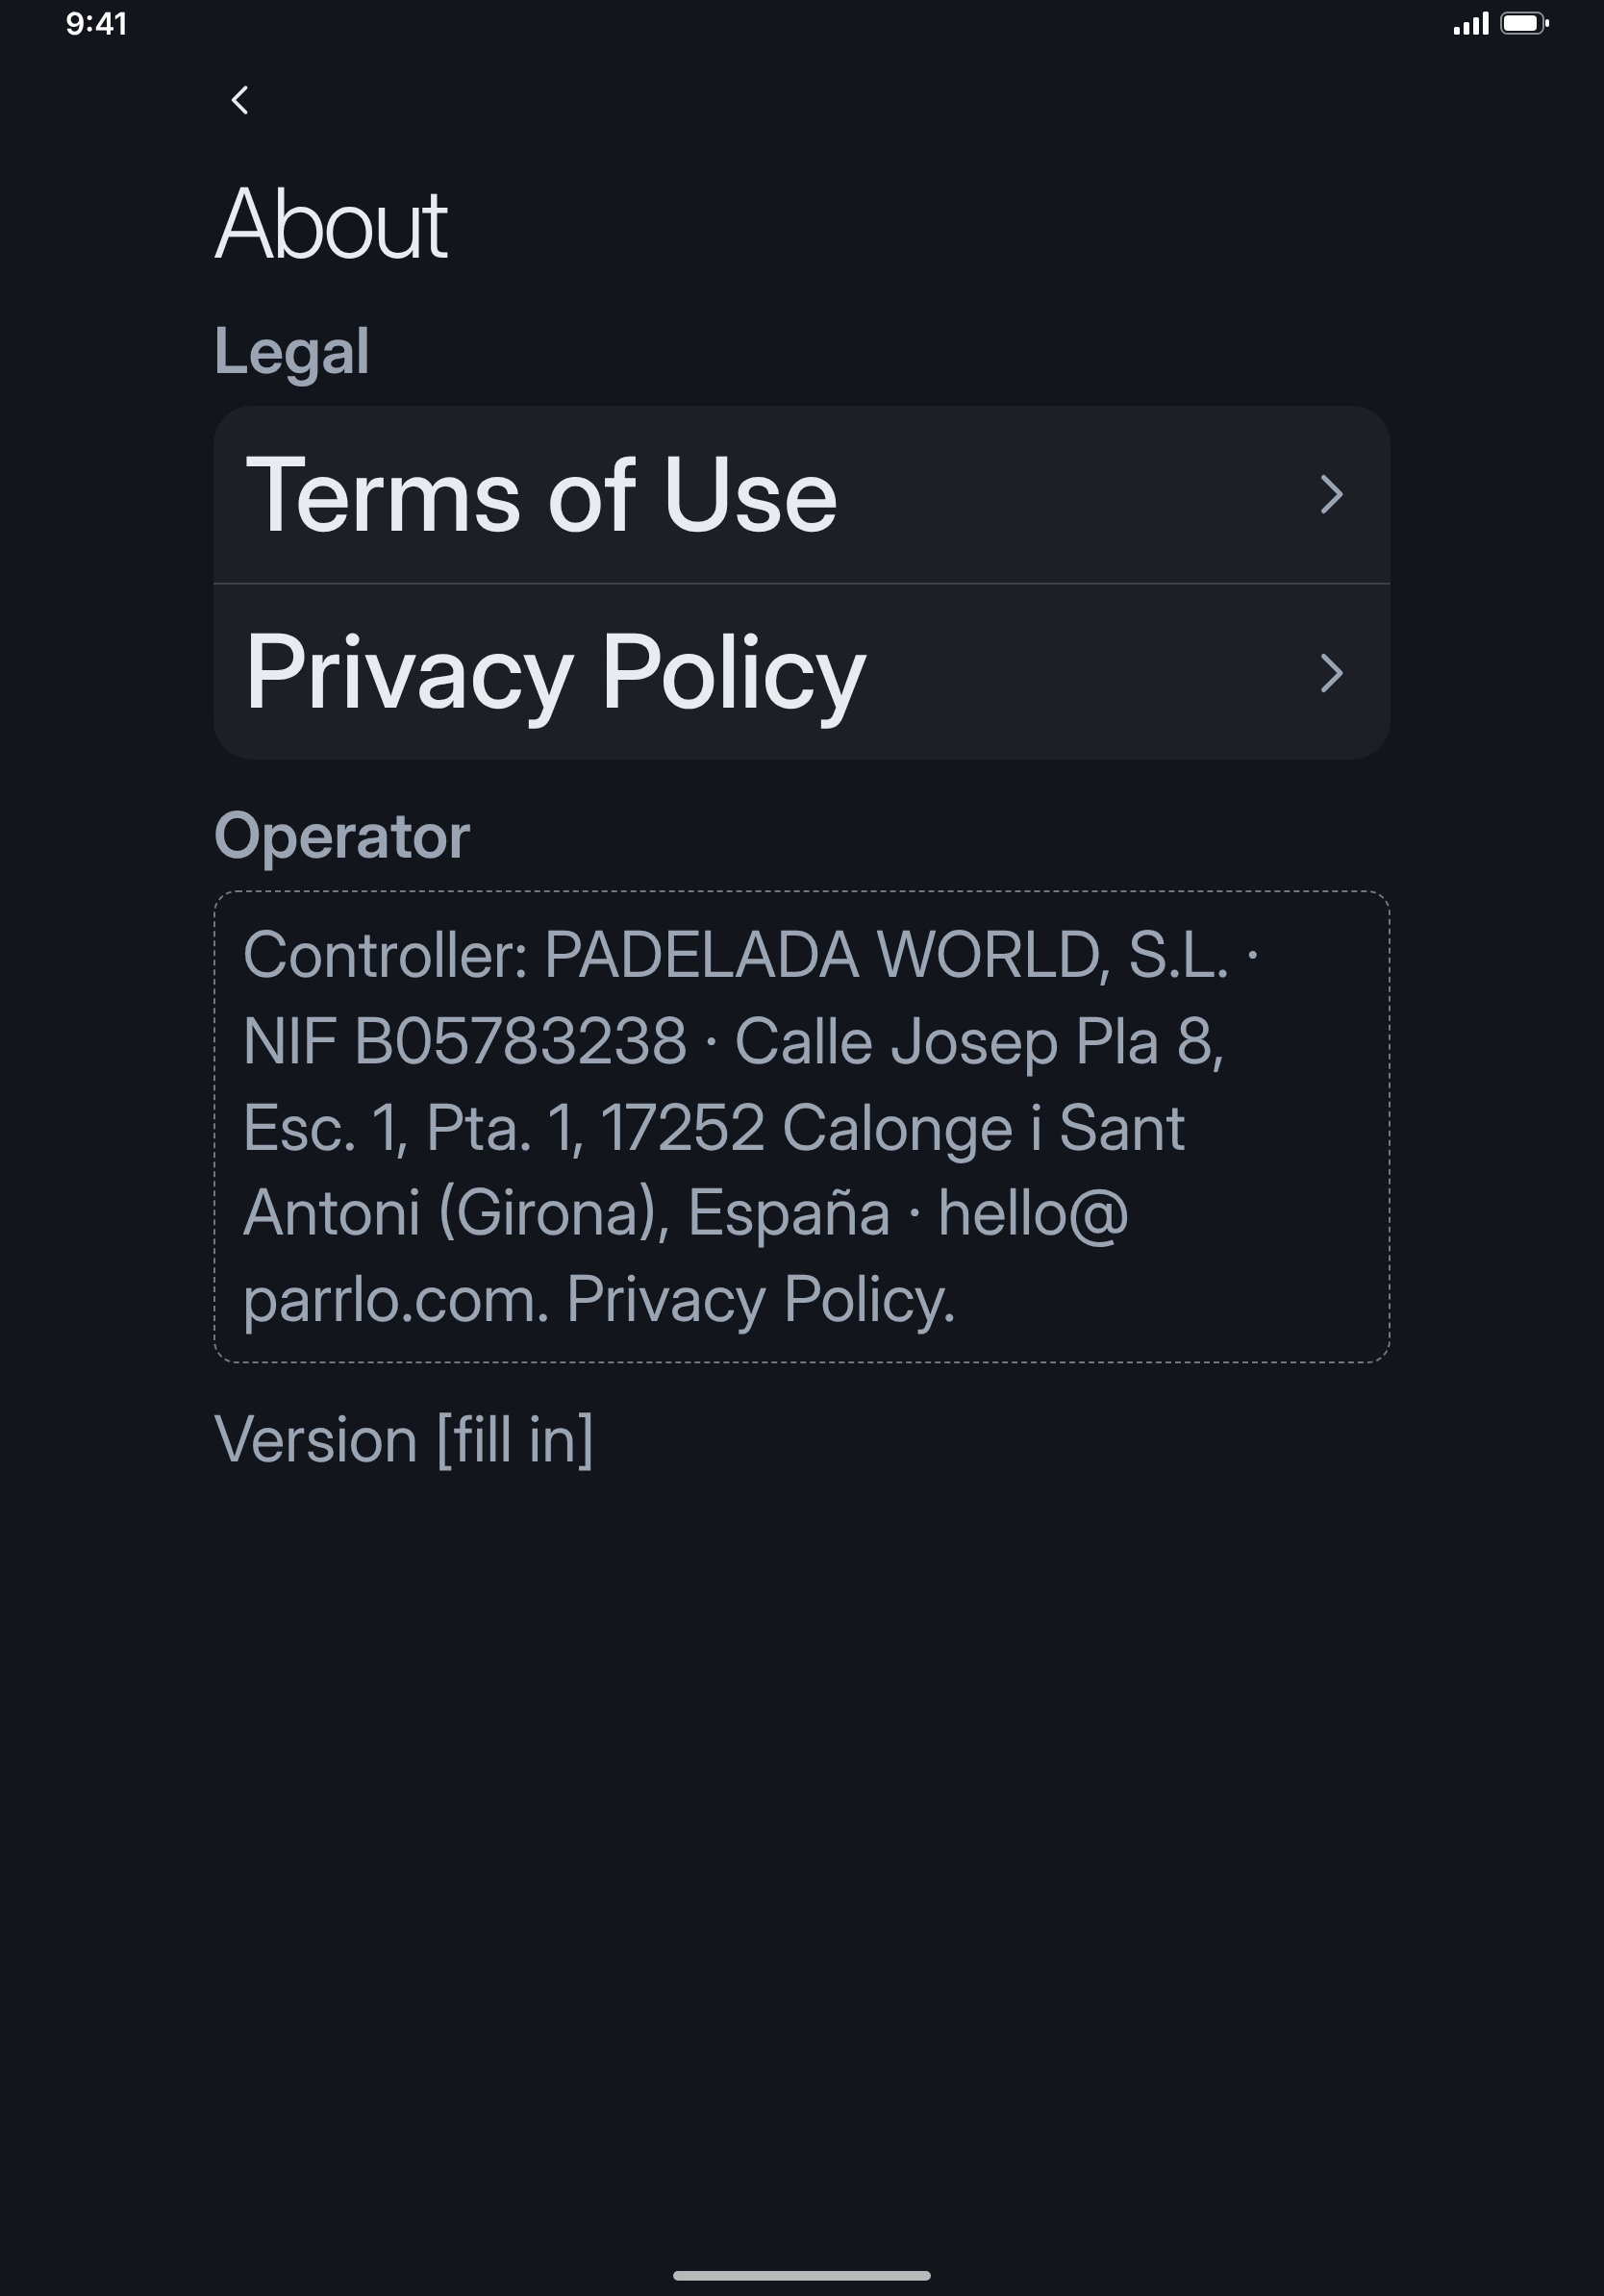 9:41
About
Legal
Terms of Use
Privacy Policy
Operator
Controller: PADELADA WORLD, S.L. ·
NIF B05783238 · Calle Josep Pla 8,
Esc. 1, Pta. 1, 17252 Calonge i Sant
Antoni (Girona), España · hello@
parrlo.com. Privacy Policy.
Version [fill in]